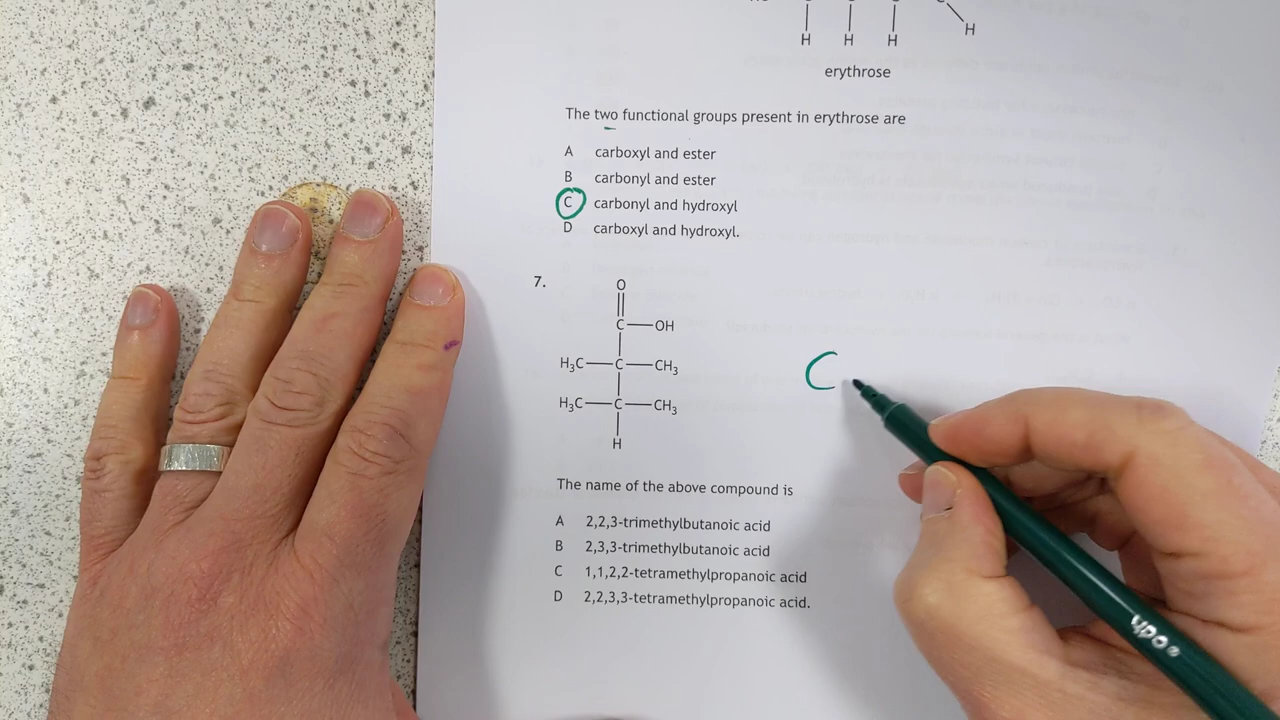 H H H H
erythrose
The two functional groups present in erythrose are
A carboxyl and ester
B carbonyl and ester
C carbonyl and hydroxyl
D carboxyl and hydroxyl.
7.
O
C—OH
H₃C—C—CH₃
H₃C—C—CH₃
H
C
The name of the above compound is
A 2,2,3-trimethylbutanoic acid
B 2,3,3-trimethylbutanoic acid
C 1,1,2,2-tetramethylpropanoic acid
D 2,2,3,3-tetramethylpropanoic acid.
edh